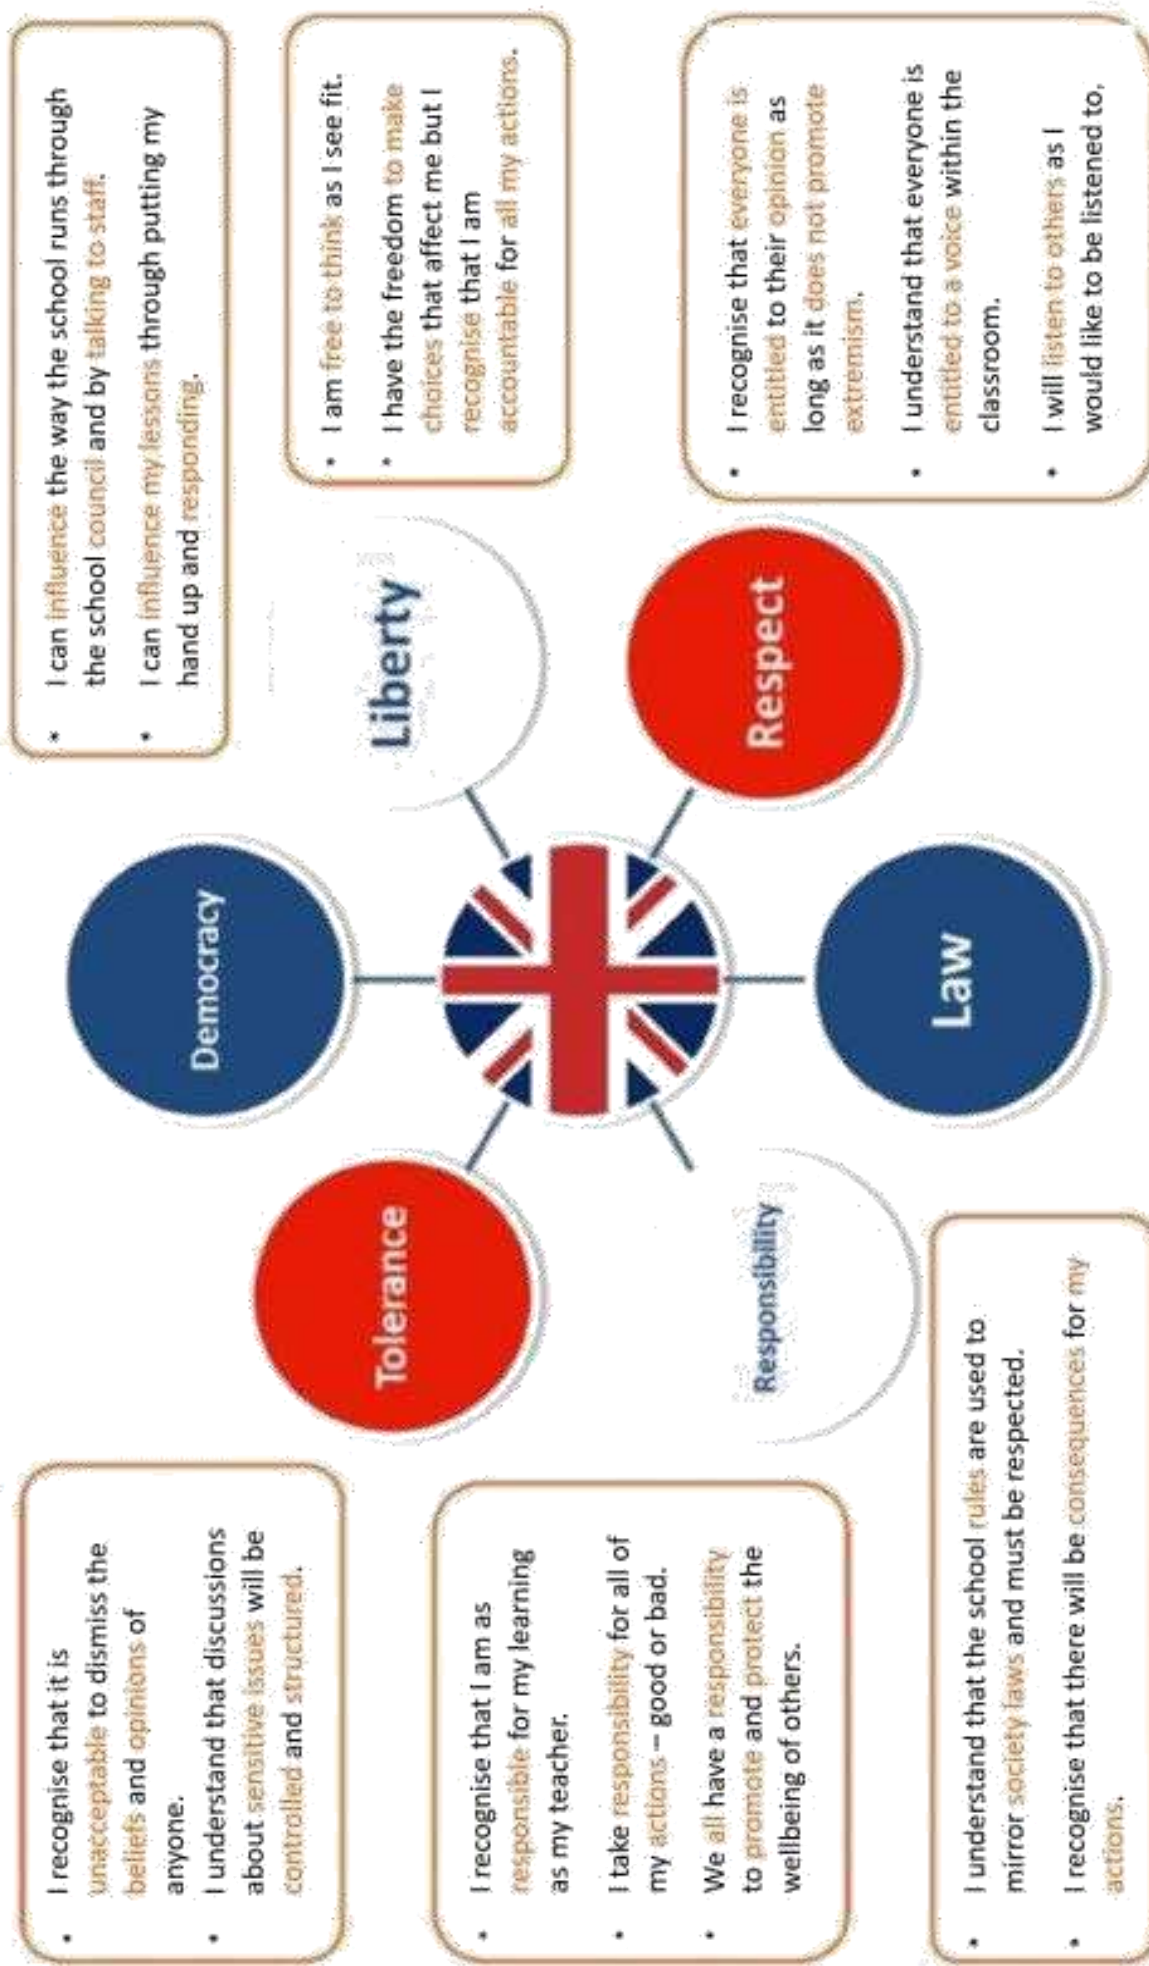 • I can influence the way the school runs through
the school council and by talking to staff.
• I can influence my lessons through putting my
hand up and responding.
Democracy
• I recognise that it is
unacceptable to dismiss the
beliefs and opinions of
anyone.
• I understand that discussions
about sensitive issues will be
controlled and structured.
Tolerance
Liberty
• I am free to think as I see fit.
• I have the freedom to make
choices that affect me but I
recognise that I am
accountable for all my actions.
• I recognise that I am as
responsible for my learning
as my teacher.
• I take responsibility for all of
my actions – good or bad.
• We all have a responsibility
to promote and protect the
wellbeing of others.
Responsibility
Respect
• I recognise that everyone is
entitled to their opinion as
long as it does not promote
extremism.
• I understand that everyone is
entitled to a voice within the
classroom.
• I will listen to others as I
would like to be listened to.
Law
• I understand that the school rules are used to
mirror society laws and must be respected.
• I recognise that there will be consequences for my
actions.